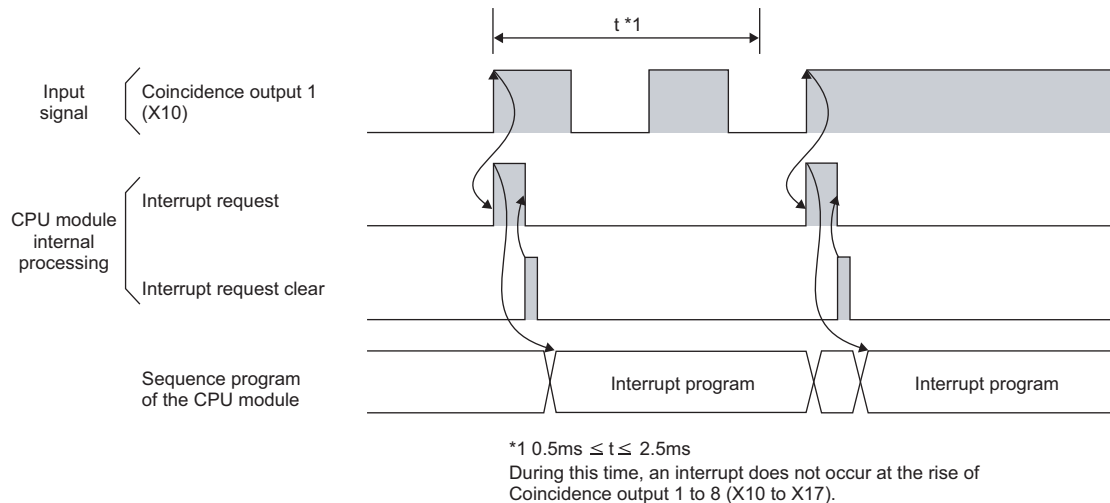 t *1
Input
signal
Coincidence output 1
(X10)
CPU module
internal
processing
Interrupt request
Interrupt request clear
Sequence program
of the CPU module
Interrupt program
Interrupt program
*1 0.5ms ≤ t ≤ 2.5ms
During this time, an interrupt does not occur at the rise of
Coincidence output 1 to 8 (X10 to X17).